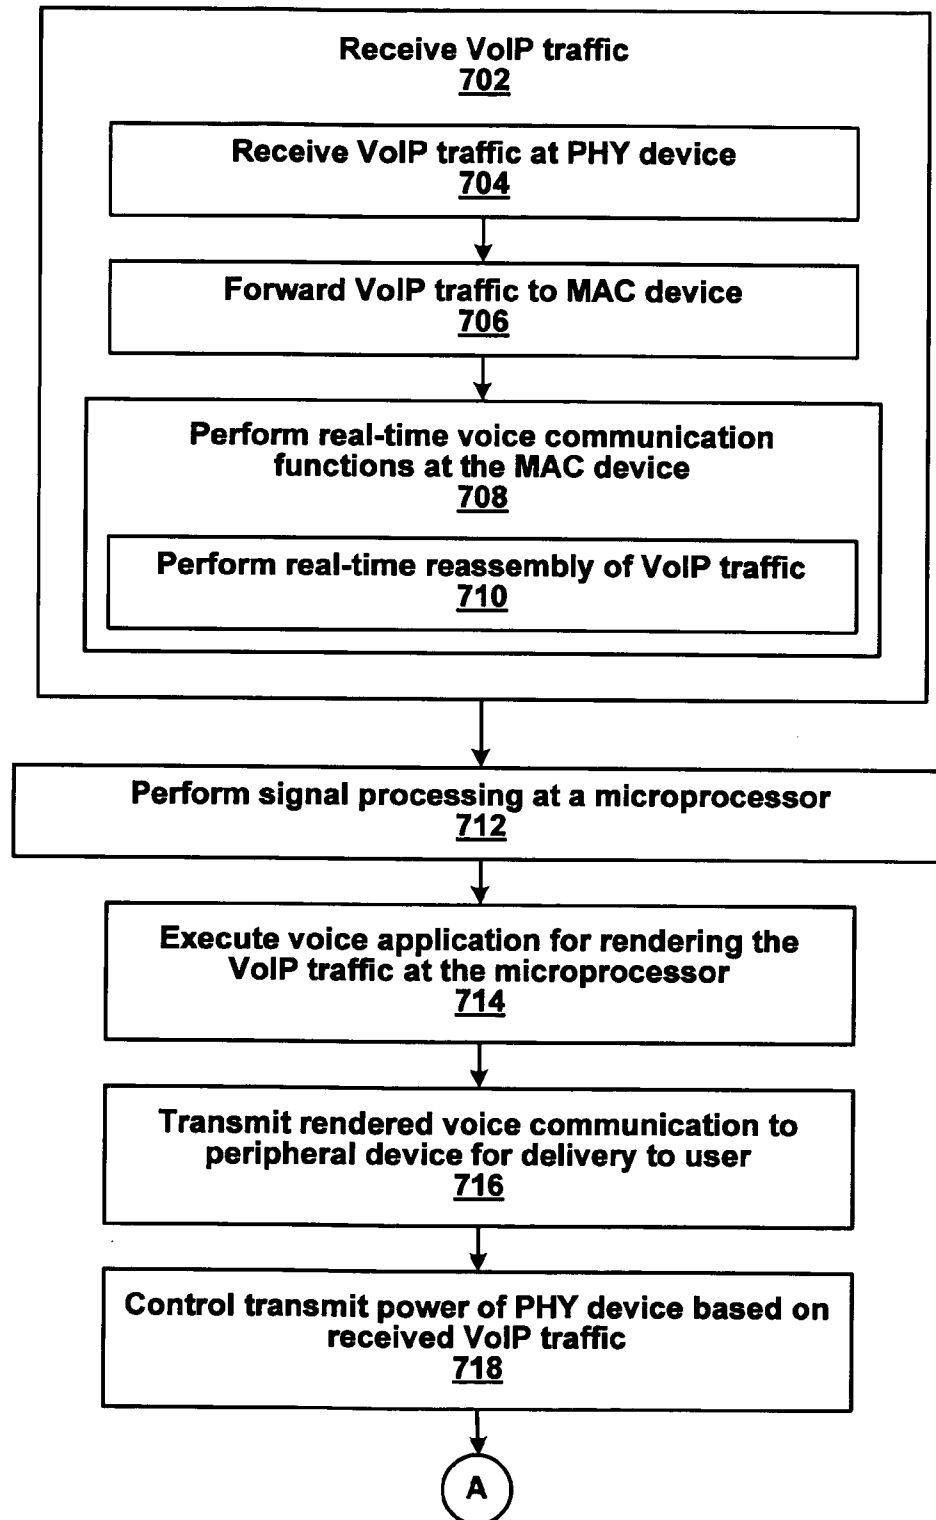 Receive VoIP traffic
702
Receive VoIP traffic at PHY device
704
Forward VoIP traffic to MAC device
706
Perform real-time voice communication
functions at the MAC device
708
Perform real-time reassembly of VoIP traffic
710
Perform signal processing at a microprocessor
712
Execute voice application for rendering the
VoIP traffic at the microprocessor
714
Transmit rendered voice communication to
peripheral device for delivery to user
716
Control transmit power of PHY device based on
received VoIP traffic
718
A